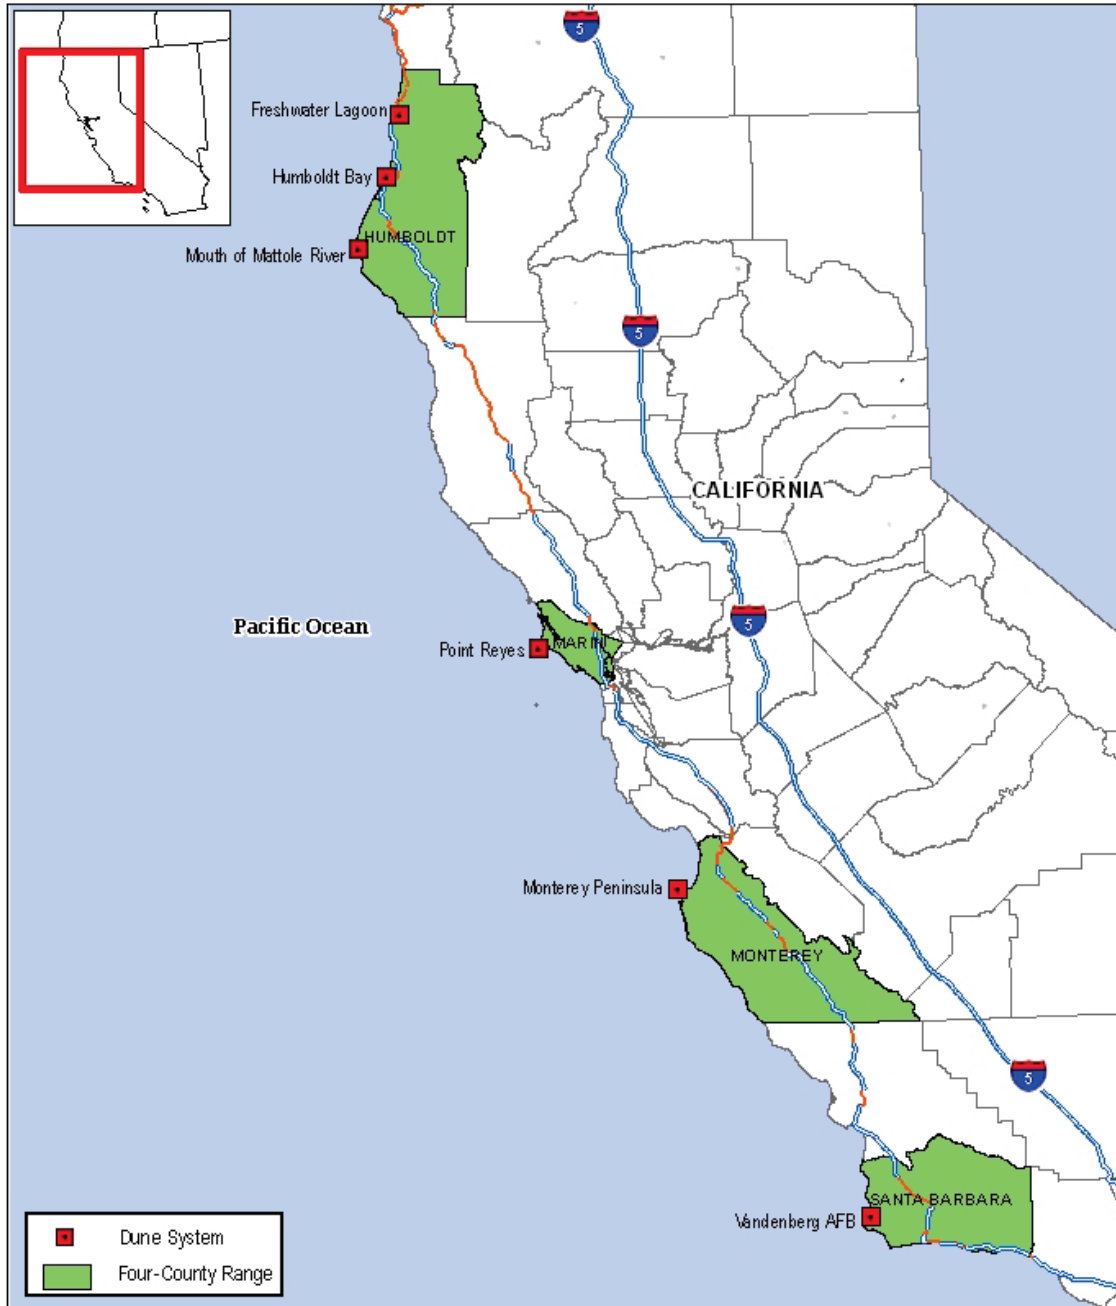 5
Freshwater Lagoon
Humboldt Bay
HUMBOLDT
Mouth of Mattole River
5
CALIFORNIA
Pacific Ocean
5
MARIN
Point Reyes
Monterey Peninsula
MONTEREY
5
SANTA BARBARA
Vandenberg AFB
Dune System
Four-County Range